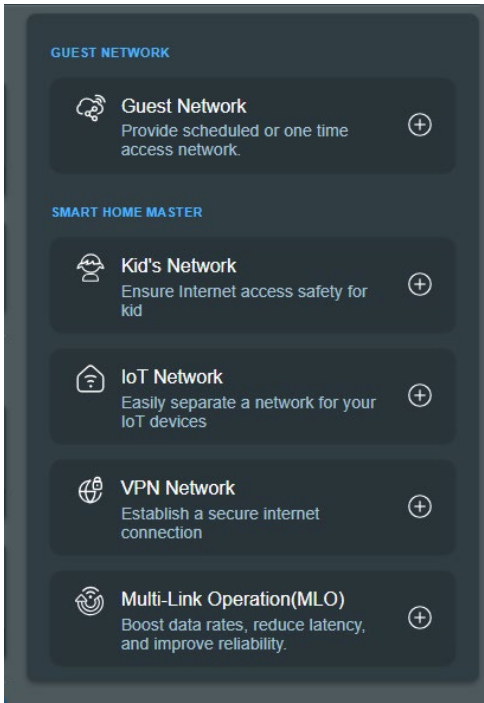 GUEST NETWORK
Guest Network
Provide scheduled or one time
access network.
SMART HOME MASTER
Kid's Network
Ensure Internet access safety for
kid
IoT Network
Easily separate a network for your
IoT devices
VPN Network
Establish a secure internet
connection
Multi-Link Operation(MLO)
Boost data rates, reduce latency,
and improve reliability.